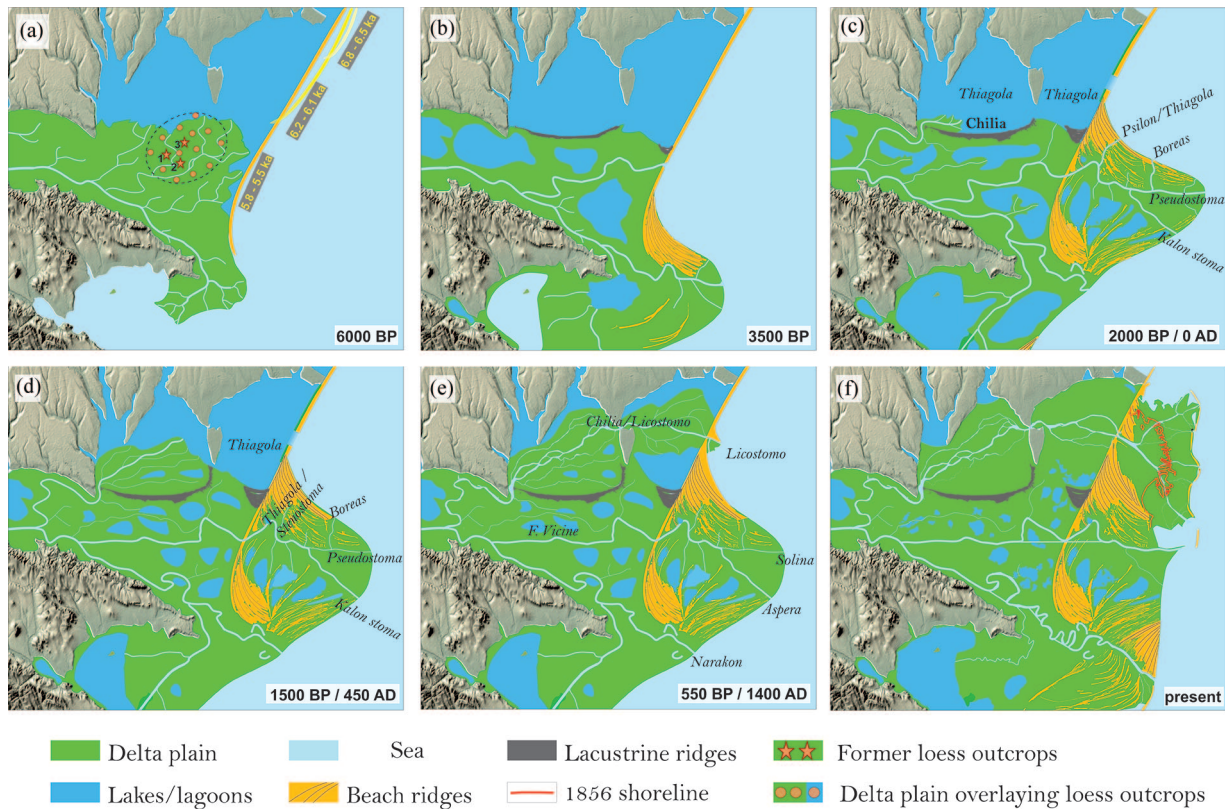 (a)
6.8 - 6.5 ka
6.2 - 6.1 ka
5.8 - 5.5 ka
3
1
2
6000 BP
(b)
3500 BP
(c)
Thiagola
Thiagola
Chilia
Psilon/Thiagola
Boreas
Pseudostoma
Kalon stoma
2000 BP / 0 AD
(d)
Thiagola
Thiagola /
Stenostoma
Boreas
Pseudostoma
Kalon stoma
1500 BP / 450 AD
(e)
Chilia/Licostomo
Licostomo
F. Vicine
Solina
Aspera
Narakon
550 BP / 1400 AD
(f)
present
Delta plain
Sea
Lacustrine ridges
Former loess outcrops
Lakes/lagoons
Beach ridges
1856 shoreline
Delta plain overlaying loess outcrops